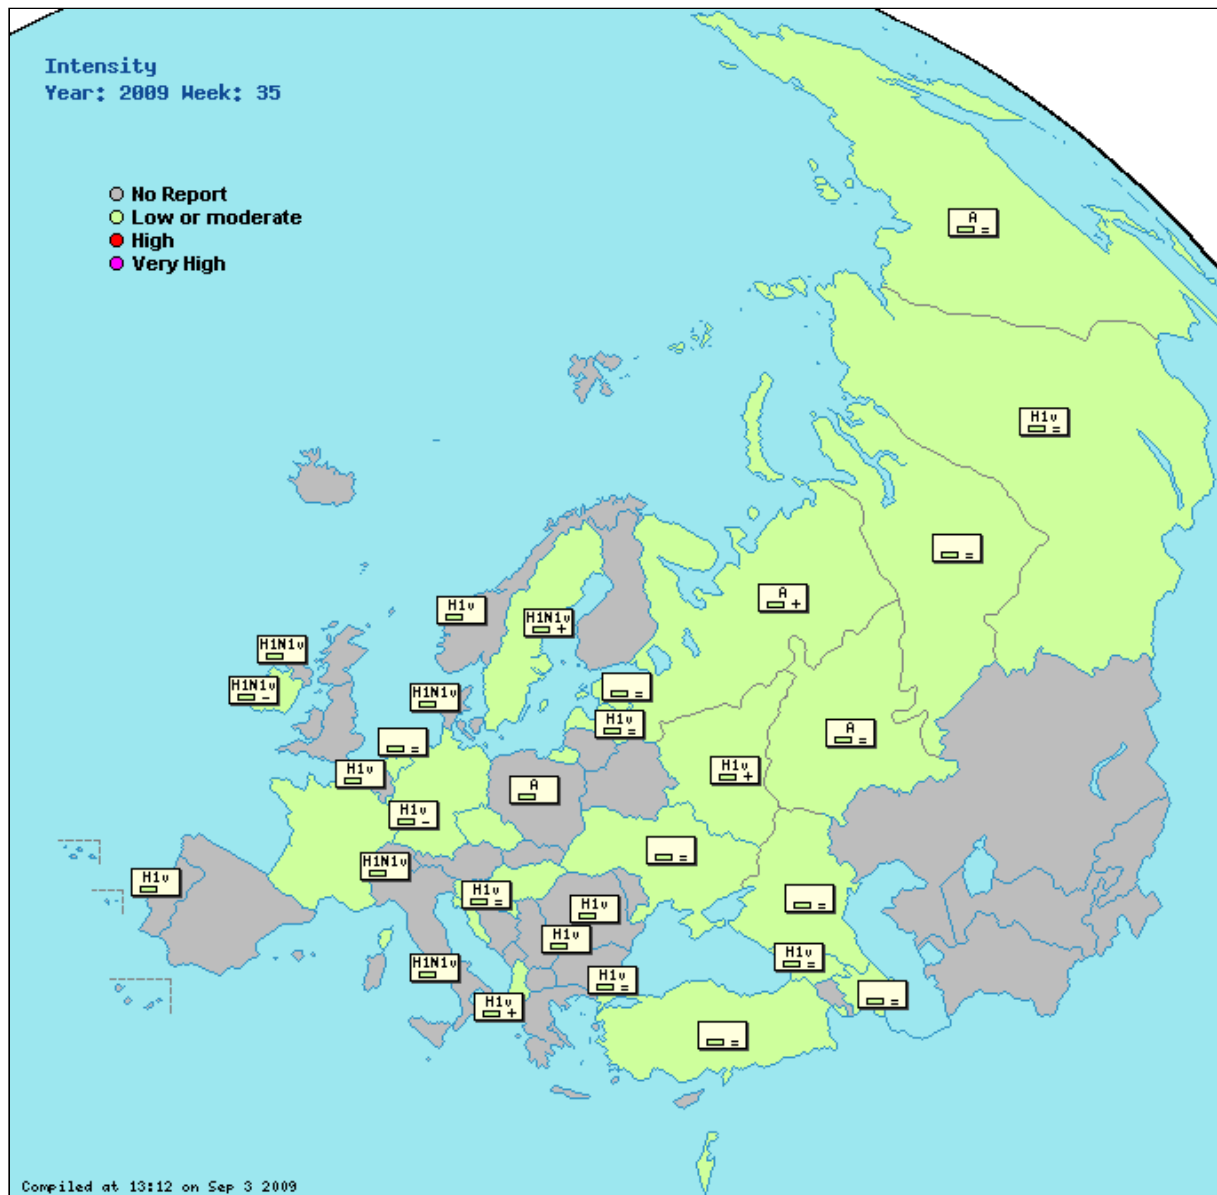 Intensity
Year: 2009 Week: 35
No Report
Low or moderate
High
Very High
A
=
H1v
=
=
A
+
H1v
H1N1v
+
H1N1v
H1N1v
-
=
H1N1v
H1v
=
=
A
=
H1v
H1v
+
A
H1v
-
=
H1N1v
H1v
H1v
=
=
H1v
H1v
H1v
=
H1N1v
H1v
=
=
H1v
+
=
Compiled at 13:12 on Sep 3 2009